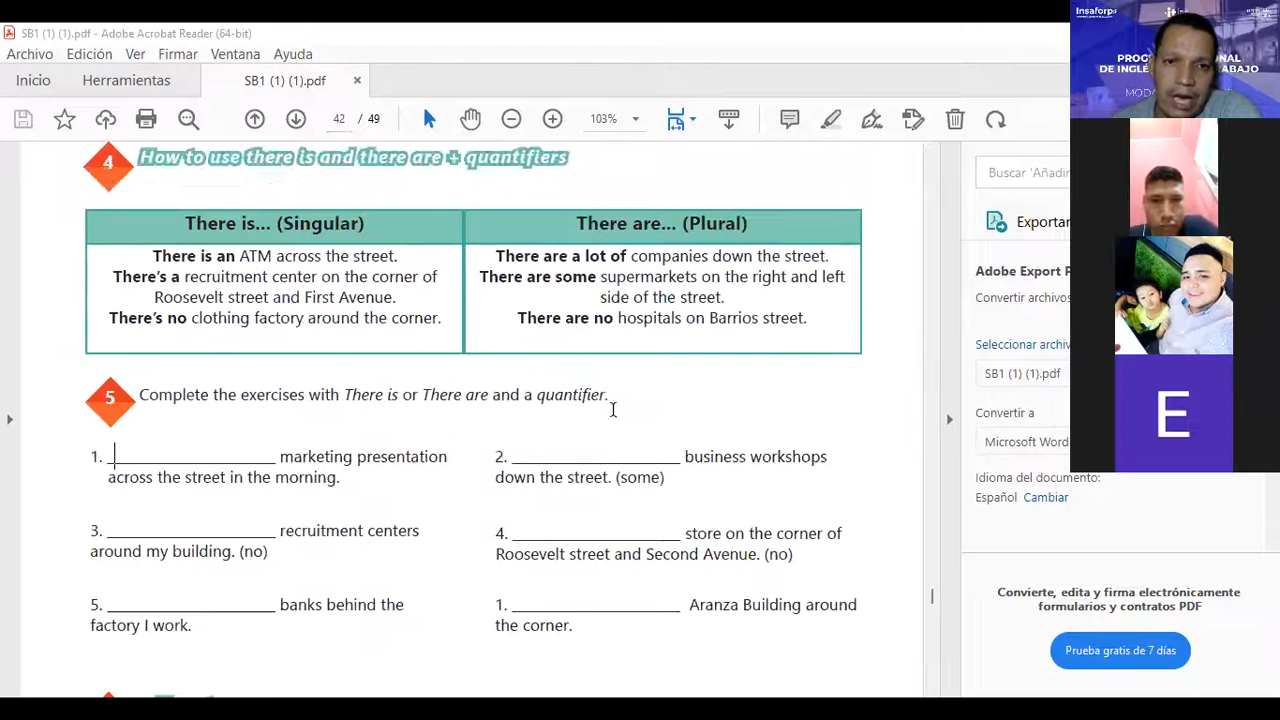 SB1 (1) (1).pdf - Adobe Acrobat Reader (64-bit)
Archivo Edición Ver Firmar Ventana Ayuda
Inicio Herramientas SB1 (1) (1).pdf ×
42 / 49 103%
4 How to use there is and there are + quantifiers
There is... (Singular)
There is an ATM across the street.
There's a recruitment center on the corner of
Roosevelt street and First Avenue.
There's no clothing factory around the corner.
There are... (Plural)
There are a lot of companies down the street.
There are some supermarkets on the right and left
side of the street.
There are no hospitals on Barrios street.
5 Complete the exercises with There is or There are and a quantifier.
1. ____________________ marketing presentation
across the street in the morning.
2. ____________________ business workshops
down the street. (some)
3. ____________________ recruitment centers
around my building. (no)
4. ____________________ store on the corner of
Roosevelt street and Second Avenue. (no)
5. ____________________ banks behind the
factory I work.
1. ____________________ Aranza Building around
the corner.
Buscar 'Añadi
Exportar
Adobe Export P
Convertir archivos
Seleccionar archiv
SB1 (1) (1).pdf
Convertir a
Microsoft Word
Idioma del documento:
Español Cambiar
Convierte, edita y firma electrónicamente
formularios y contratos PDF
Prueba gratis de 7 días
Insaforp
E